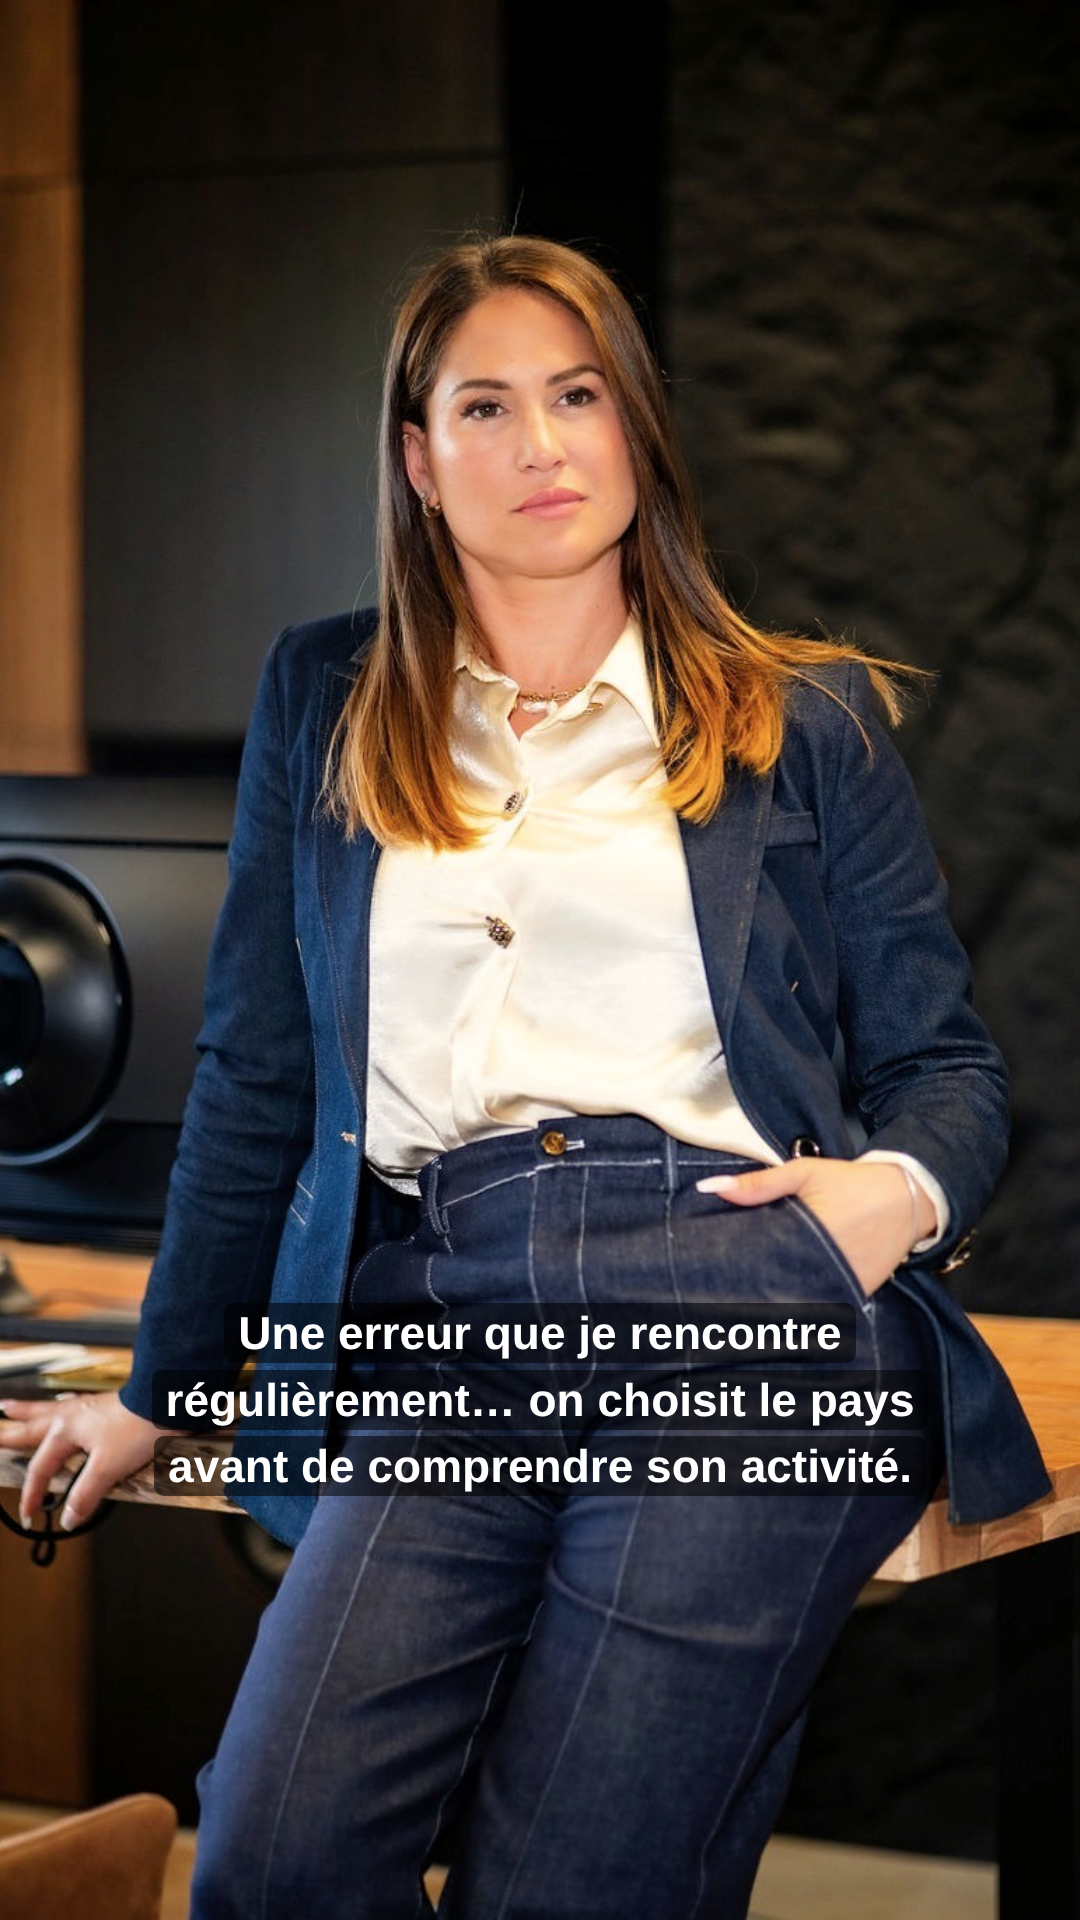 Une erreur que je rencontre
régulièrement… on choisit le pays
avant de comprendre son activité.